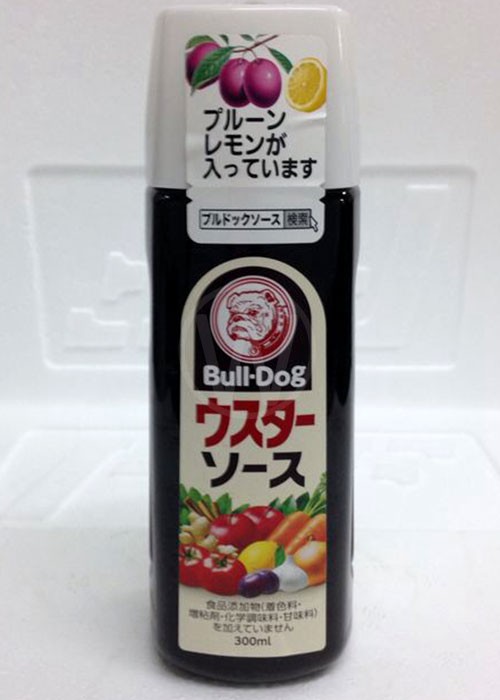 プルーン
レモンが
入っています
ブルドックソース 検索
Bull-Dog
ウスター
ソース
食品添加物(着色料・
増粘剤・化学調味料・甘味料)
を加えていません
300ml